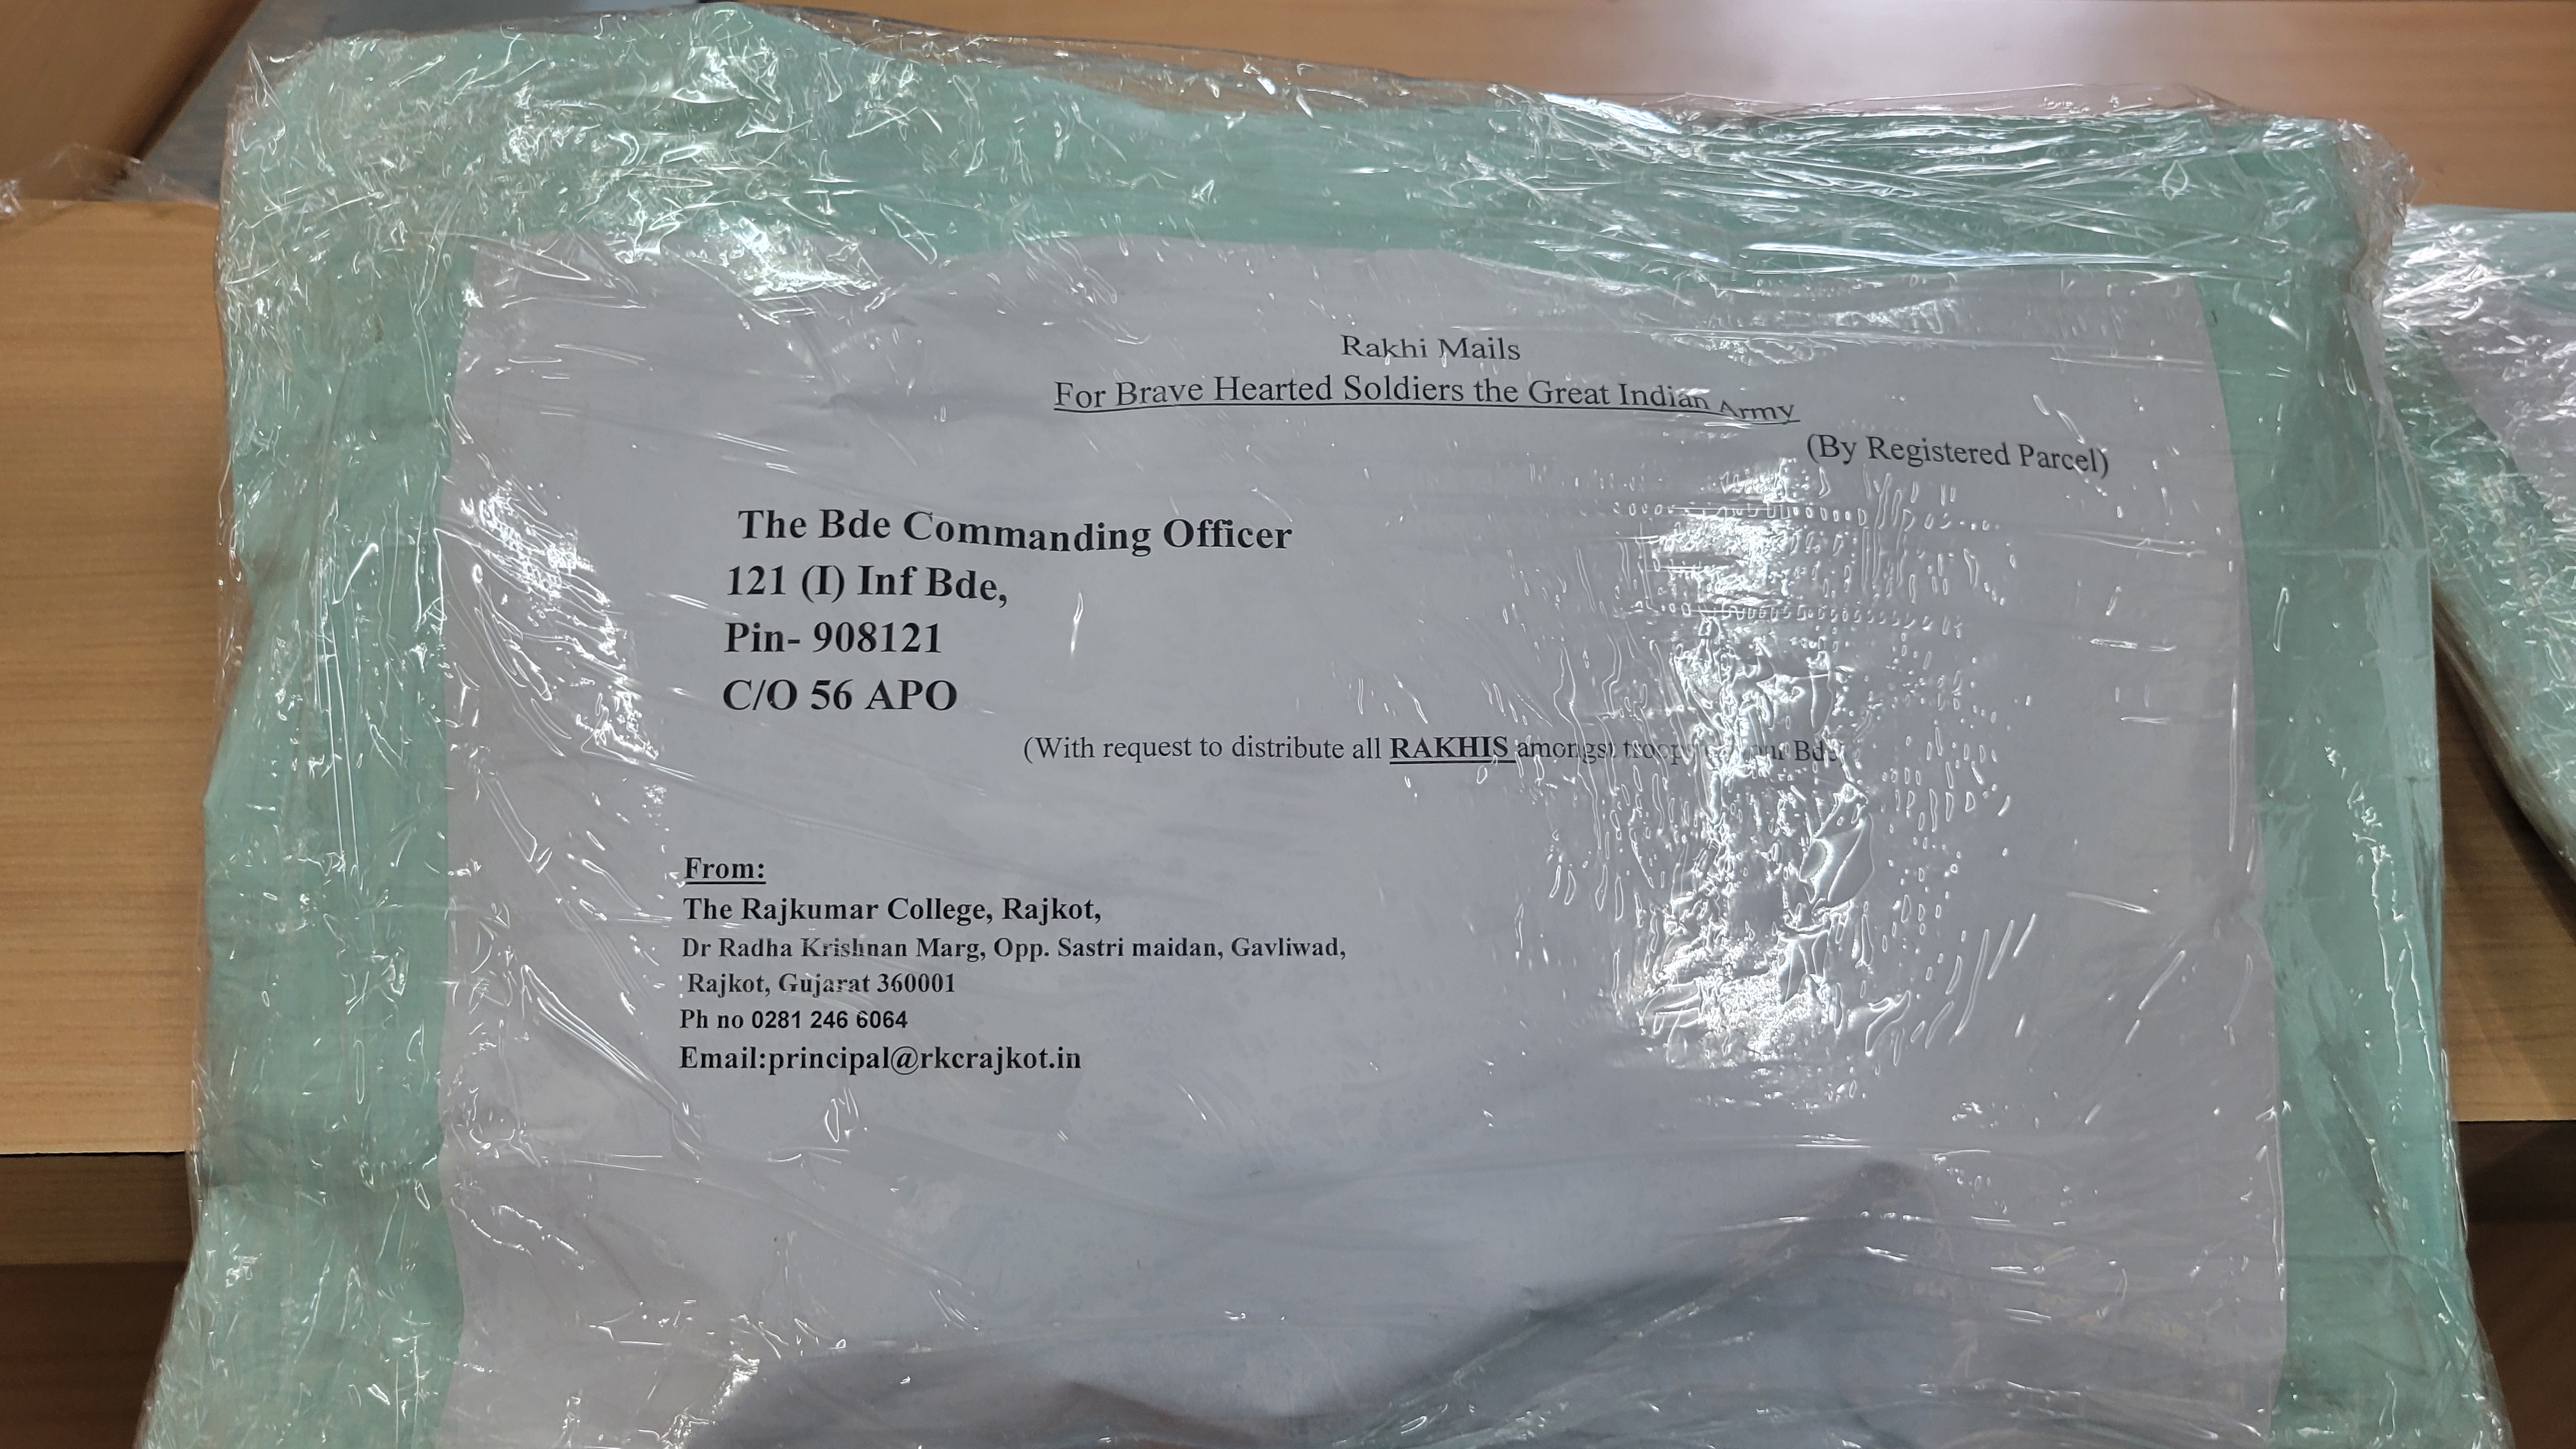 Rakhi Mails
For Brave Hearted Soldiers the Great Indian Army
(By Registered Parcel)
The Bde Commanding Officer
121 (I) Inf Bde,
Pin- 908121
C/O 56 APO
(With request to distribute all RAKHIS amongst
From:
The Rajkumar College, Rajkot,
Dr Radha Krishnan Marg, Opp. Sastri maidan, Gavliwad,
Rajkot, Gujarat 360001
Ph no 0281 246 6064
Email:principal@rkcrajkot.in